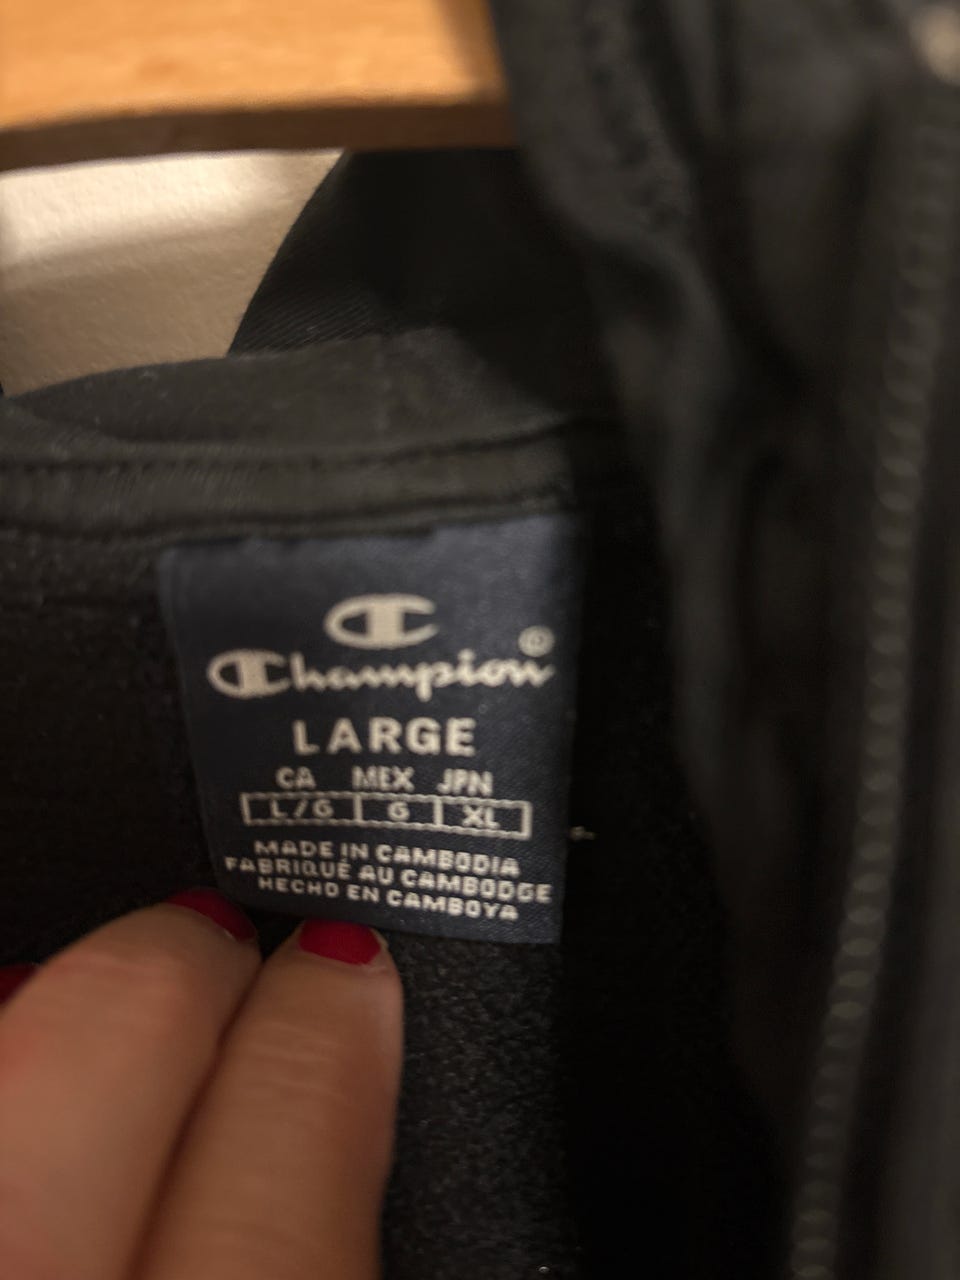 Champion®
LARGE
CA MEX JPN
L/G G XL
MADE IN CAMBODIA
FABRIQUÉ AU CAMBODGE
HECHO EN CAMBOYA